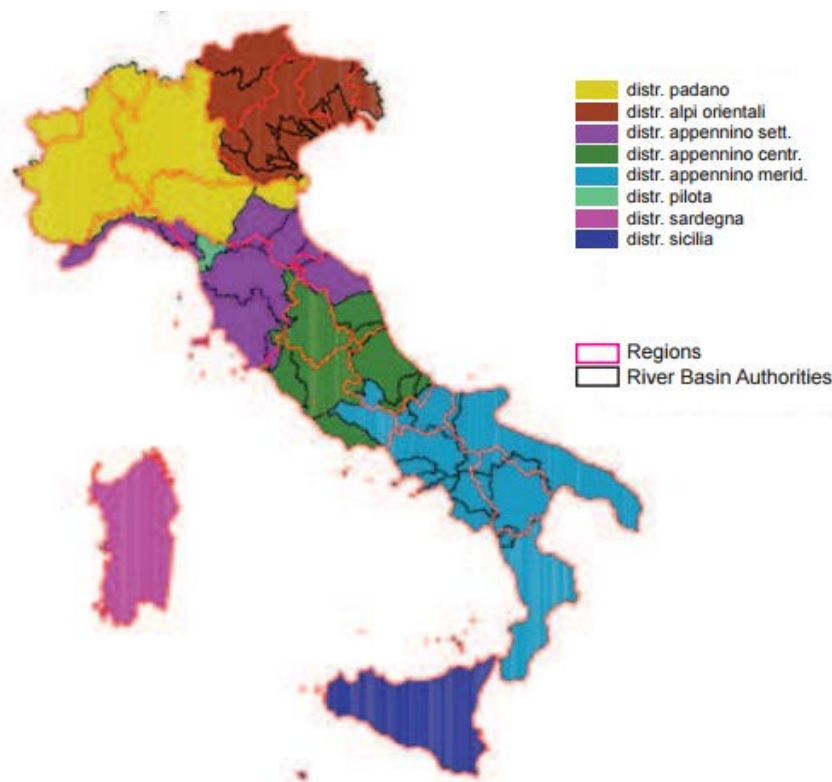 distr. padano
distr. alpi orientali
distr. appennino sett.
distr. appennino centr.
distr. appennino merid.
distr. pilota
distr. sardegna
distr. sicilia
Regions
River Basin Authorities